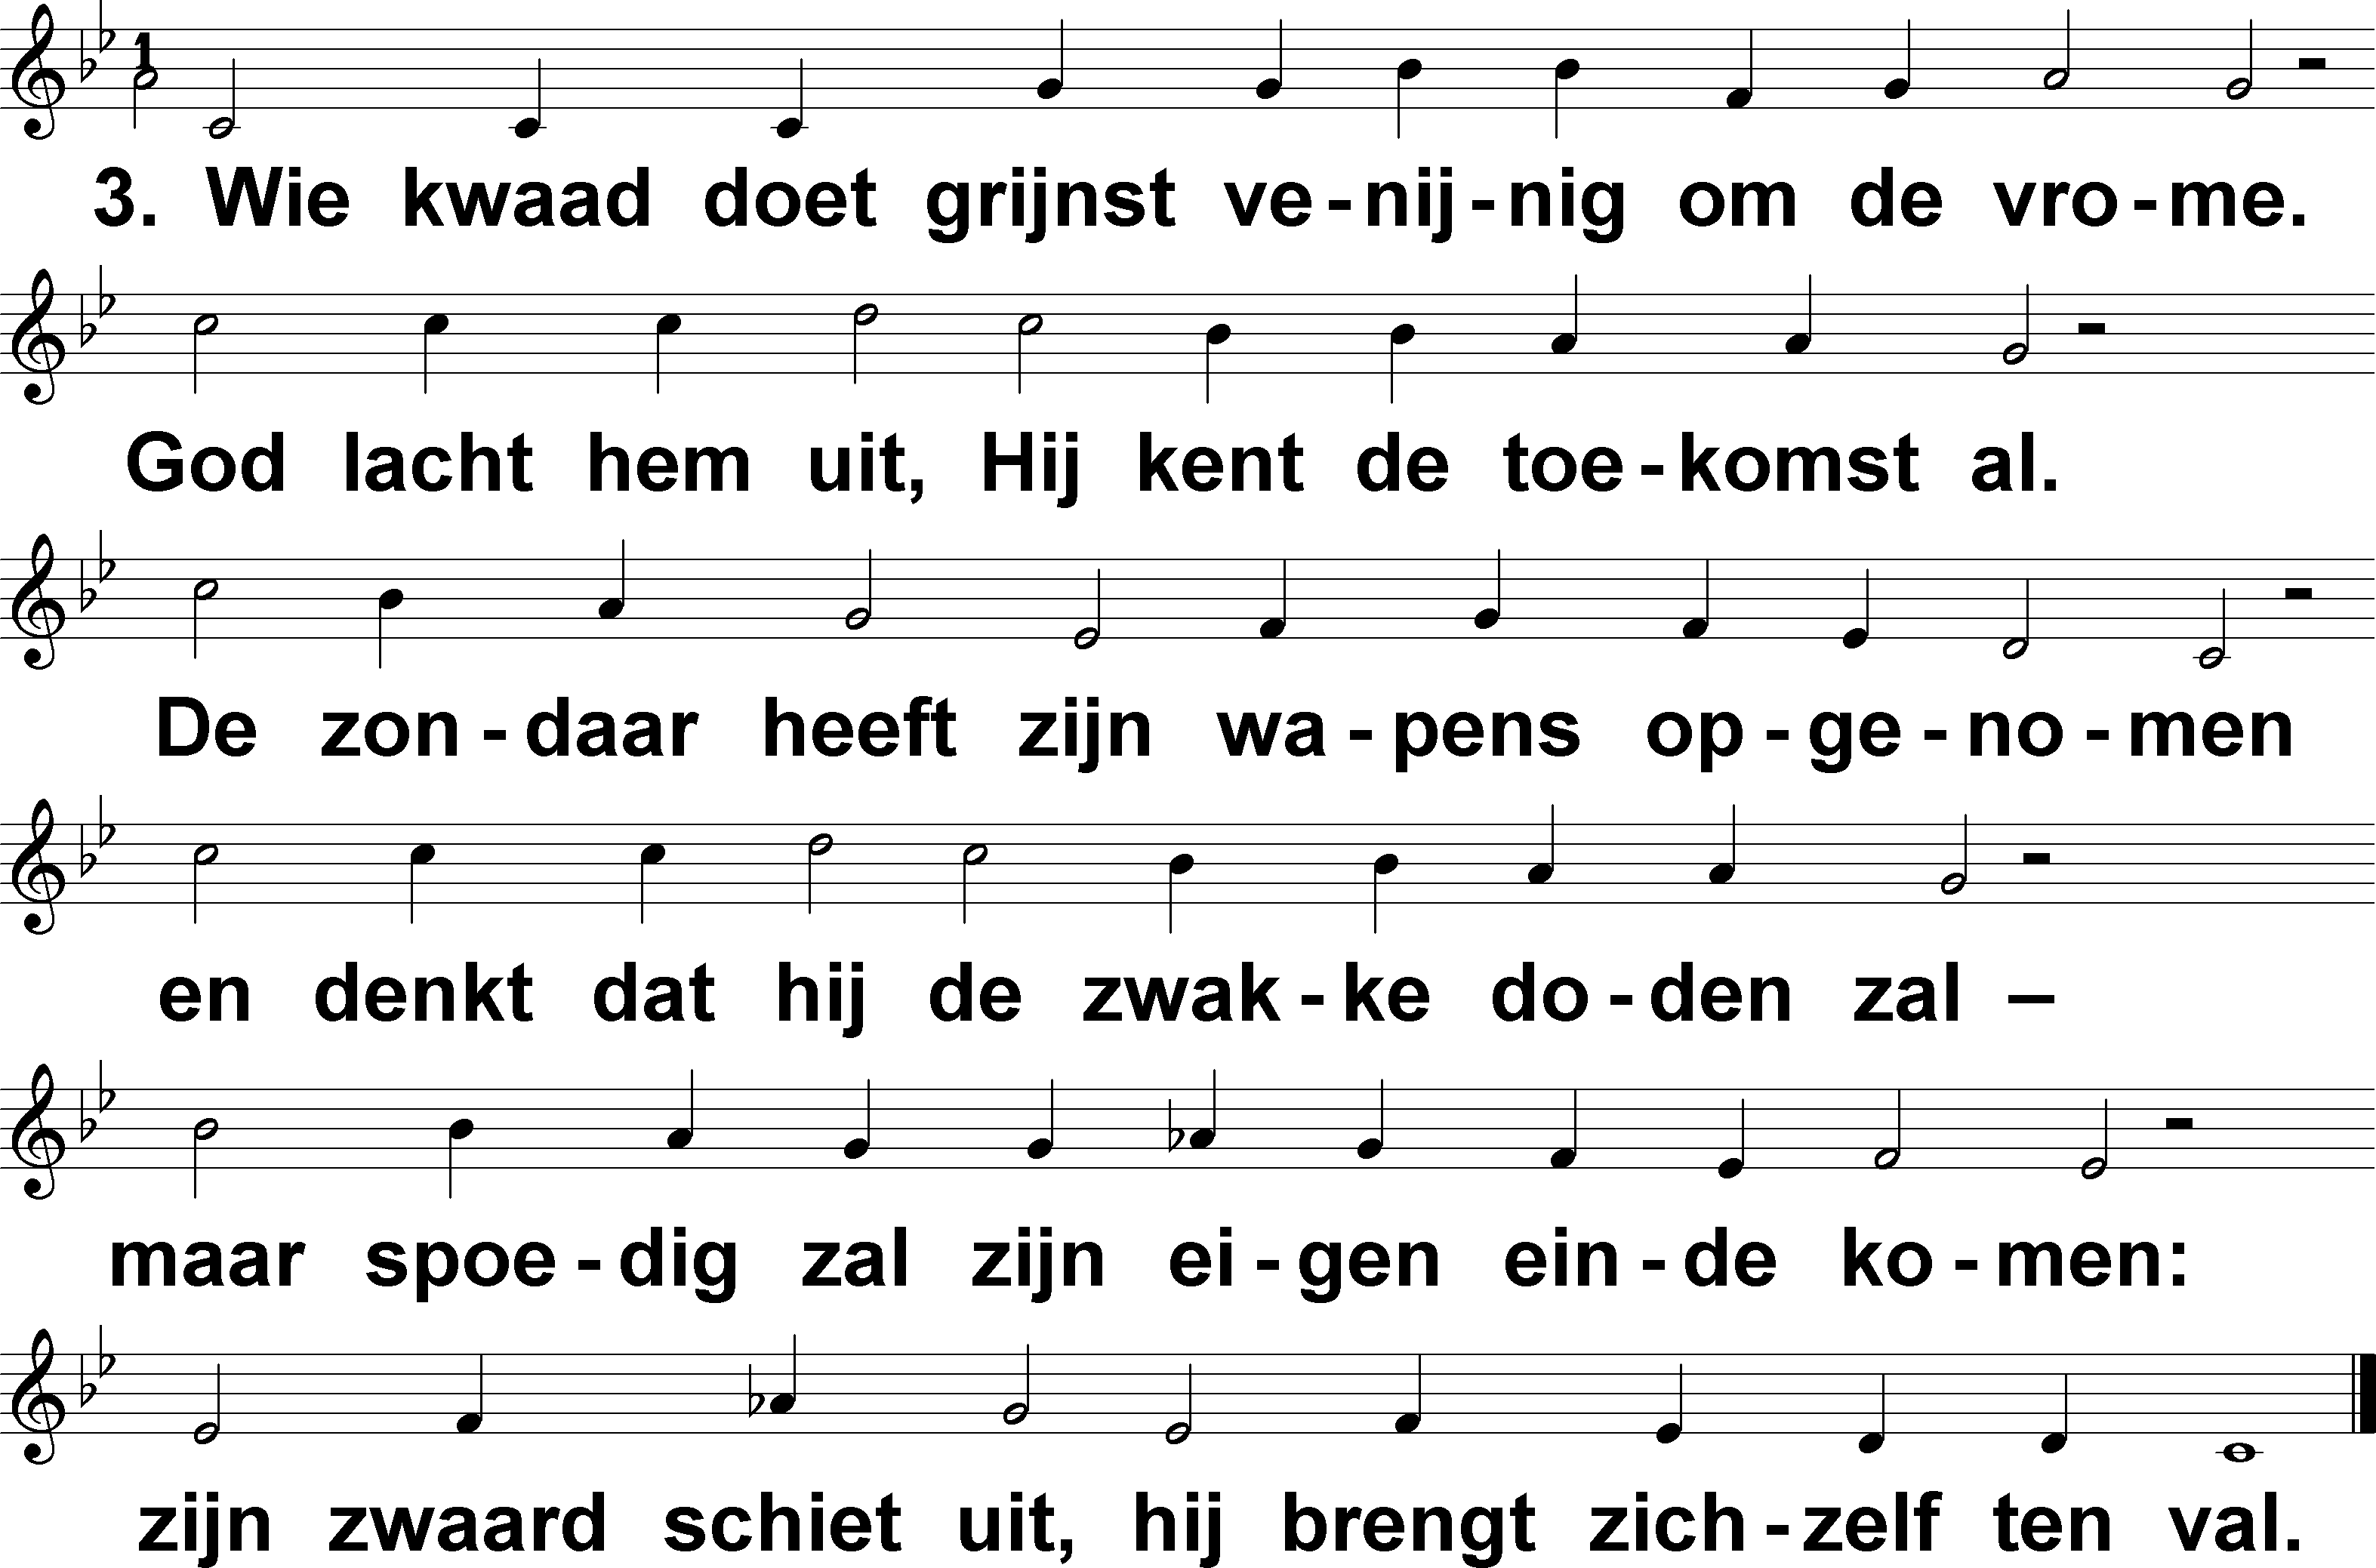 1
3. Wie kwaad doet grijnst ve-nij-nig om de vro-me.
God lacht hem uit, Hij kent de toe-komst al.
De zon-daar heeft zijn wa-pens op-ge-no-men
en denkt dat hij de zwak-ke do-den zal –
maar spoe-dig zal zijn ei-gen ein-de ko-men:
zijn zwaard schiet uit, hij brengt zich-zelf ten val.